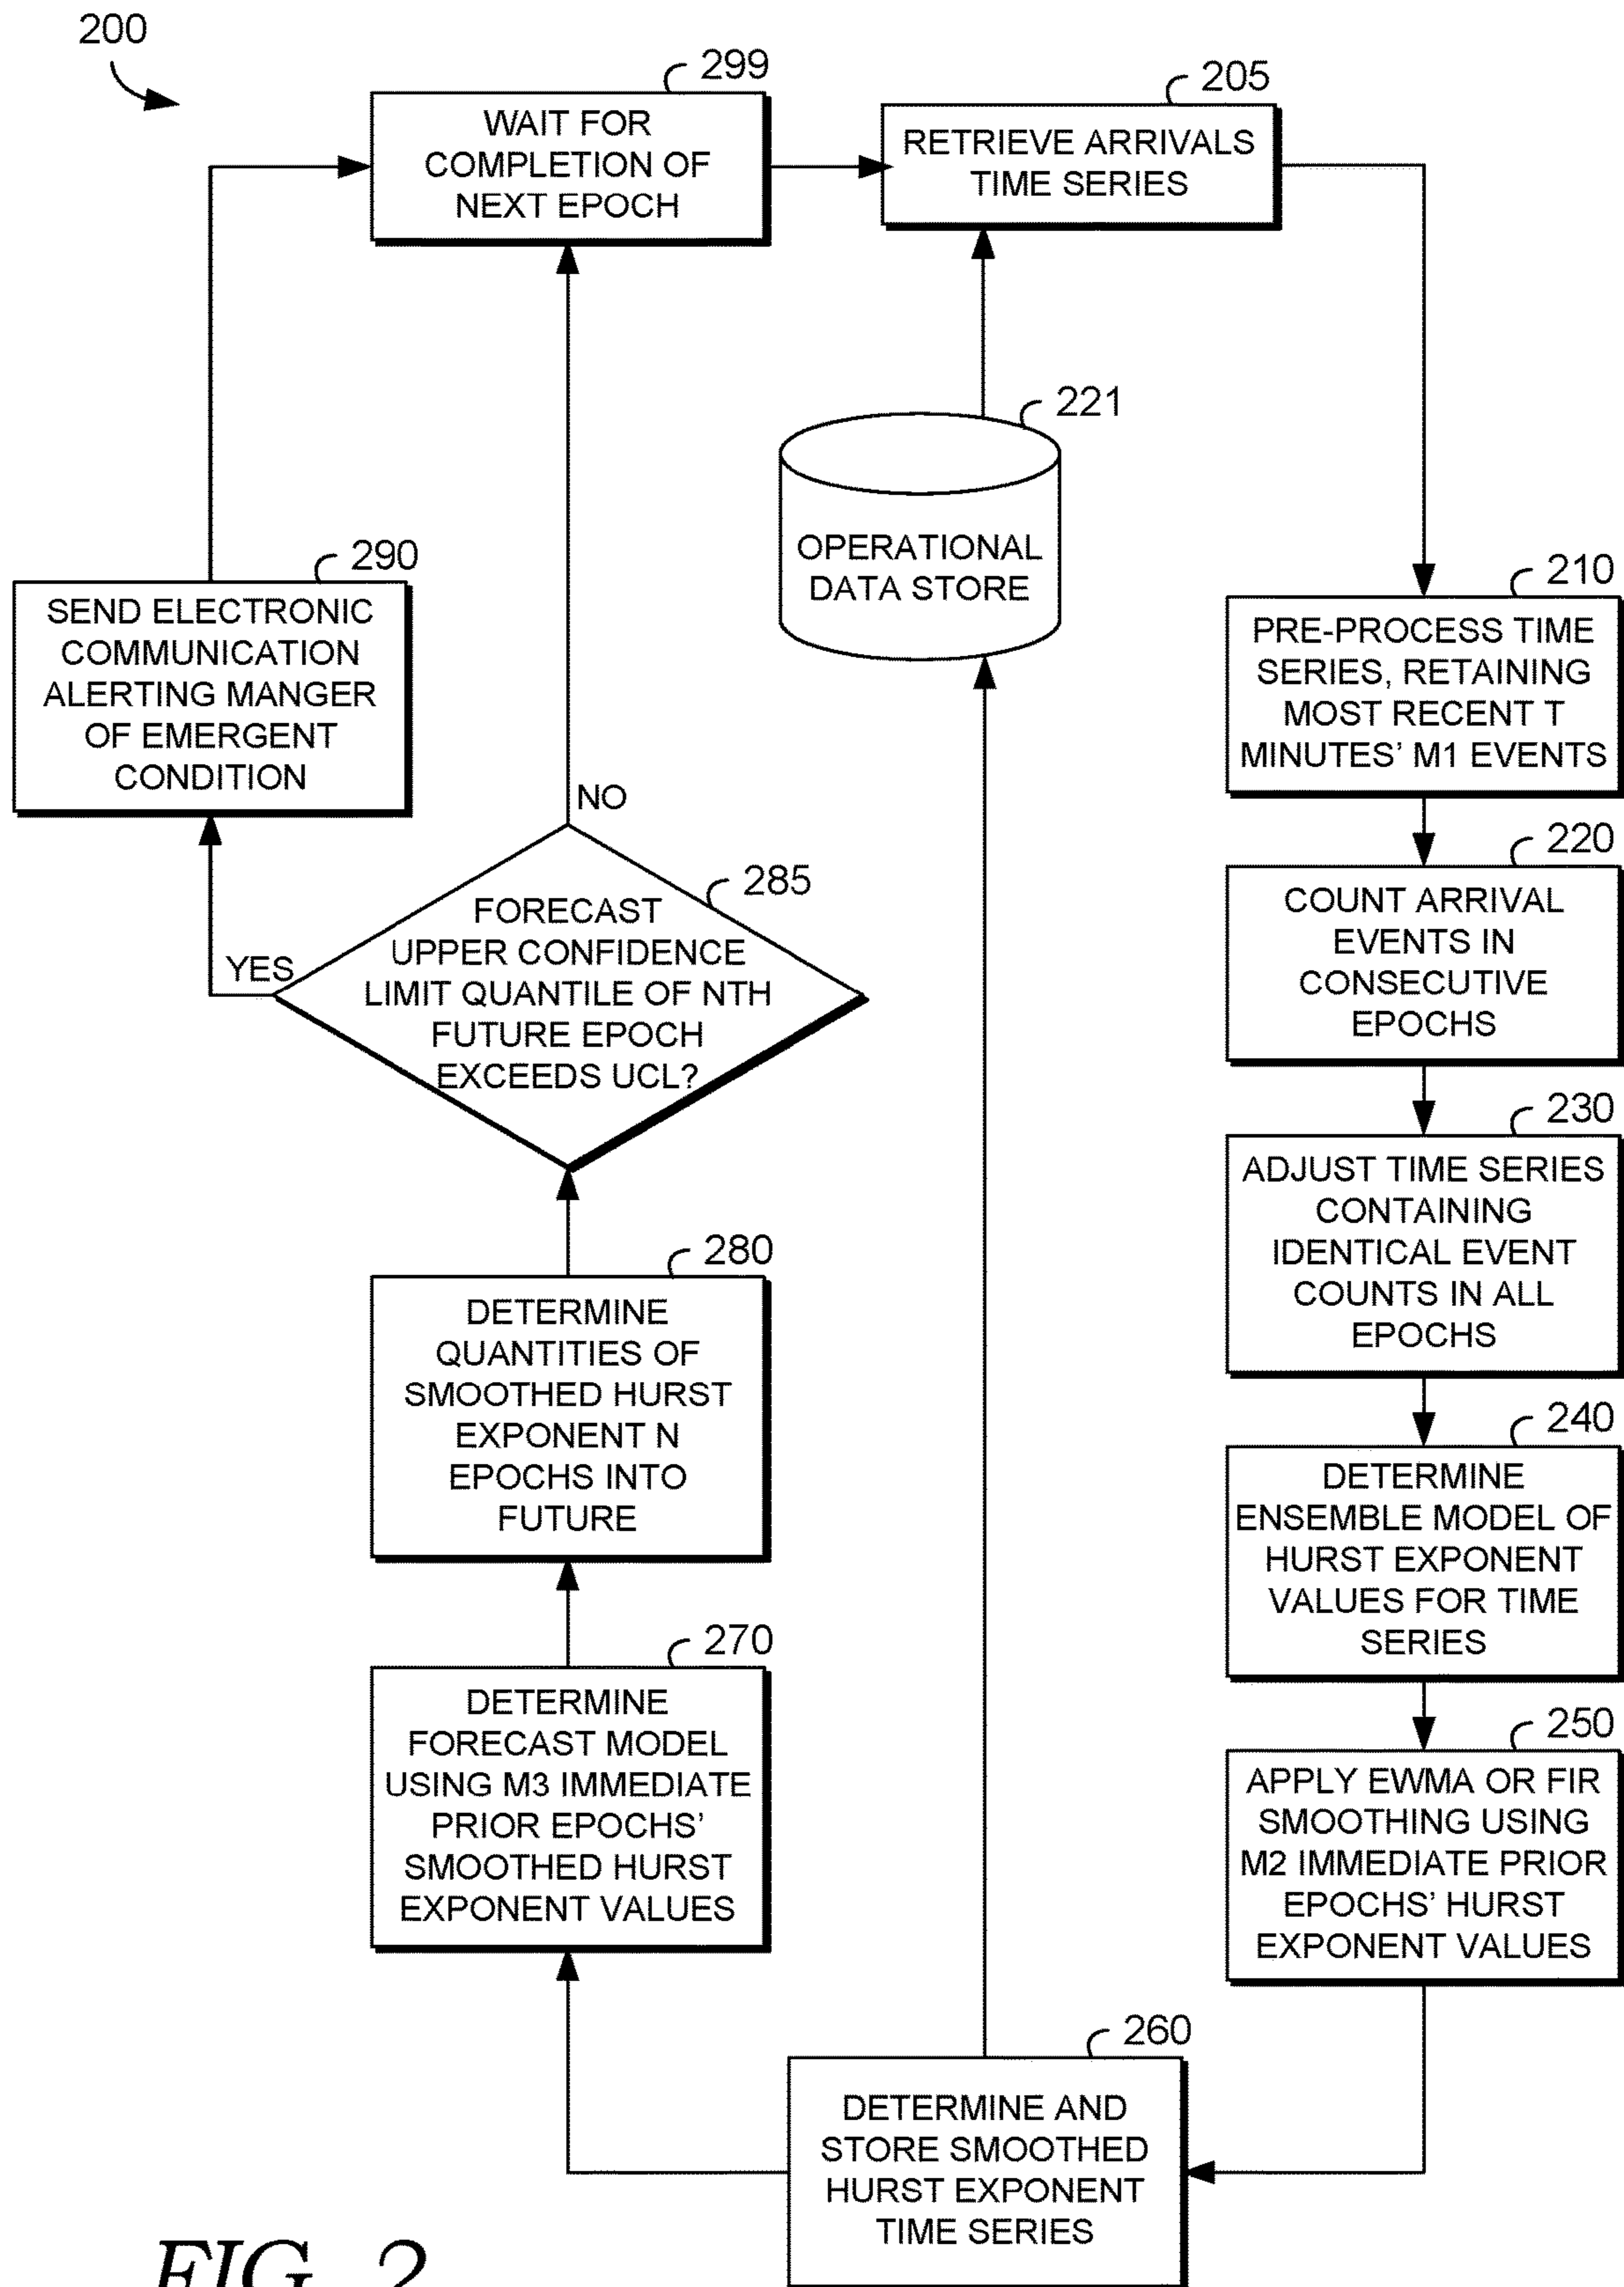 200
299
WAIT FOR
COMPLETION OF
NEXT EPOCH
205
RETRIEVE ARRIVALS
TIME SERIES
221
OPERATIONAL
DATA STORE
290
SEND ELECTRONIC
COMMUNICATION
ALERTING MANGER
OF EMERGENT
CONDITION
210
PRE-PROCESS TIME
SERIES, RETAINING
MOST RECENT T
MINUTES’ M1 EVENTS
220
COUNT ARRIVAL
EVENTS IN
CONSECUTIVE
EPOCHS
NO
285
FORECAST
UPPER CONFIDENCE
LIMIT QUANTILE OF NTH
FUTURE EPOCH
EXCEEDS UCL?
YES
230
ADJUST TIME SERIES
CONTAINING
IDENTICAL EVENT
COUNTS IN ALL
EPOCHS
280
DETERMINE
QUANTITIES OF
SMOOTHED HURST
EXPONENT N
EPOCHS INTO
FUTURE
240
DETERMINE
ENSEMBLE MODEL OF
HURST EXPONENT
VALUES FOR TIME
SERIES
270
DETERMINE
FORECAST MODEL
USING M3 IMMEDIATE
PRIOR EPOCHS’
SMOOTHED HURST
EXPONENT VALUES
250
APPLY EWMA OR FIR
SMOOTHING USING
M2 IMMEDIATE PRIOR
EPOCHS’ HURST
EXPONENT VALUES
260
DETERMINE AND
STORE SMOOTHED
HURST EXPONENT
TIME SERIES
FIG. 2